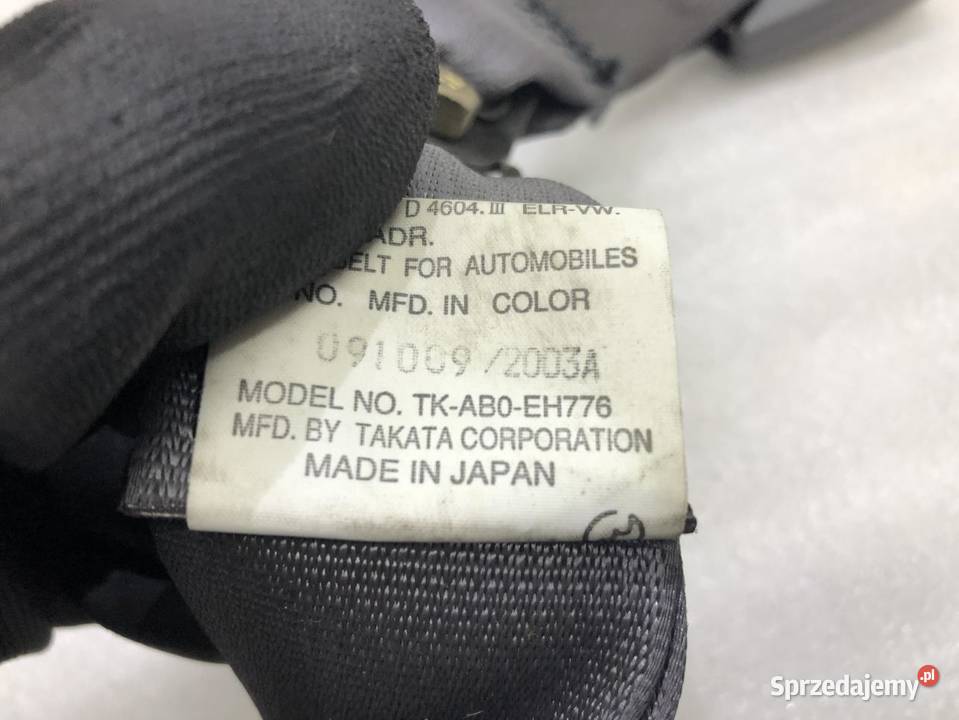 D 4604. III ELR-VW.
ADR.
BELT FOR AUTOMOBILES
NO. MFD. IN COLOR
091009/2003A
MODEL NO. TK-AB0-EH776
MFD. BY TAKATA CORPORATION
MADE IN JAPAN
Sprzedajemy.pl